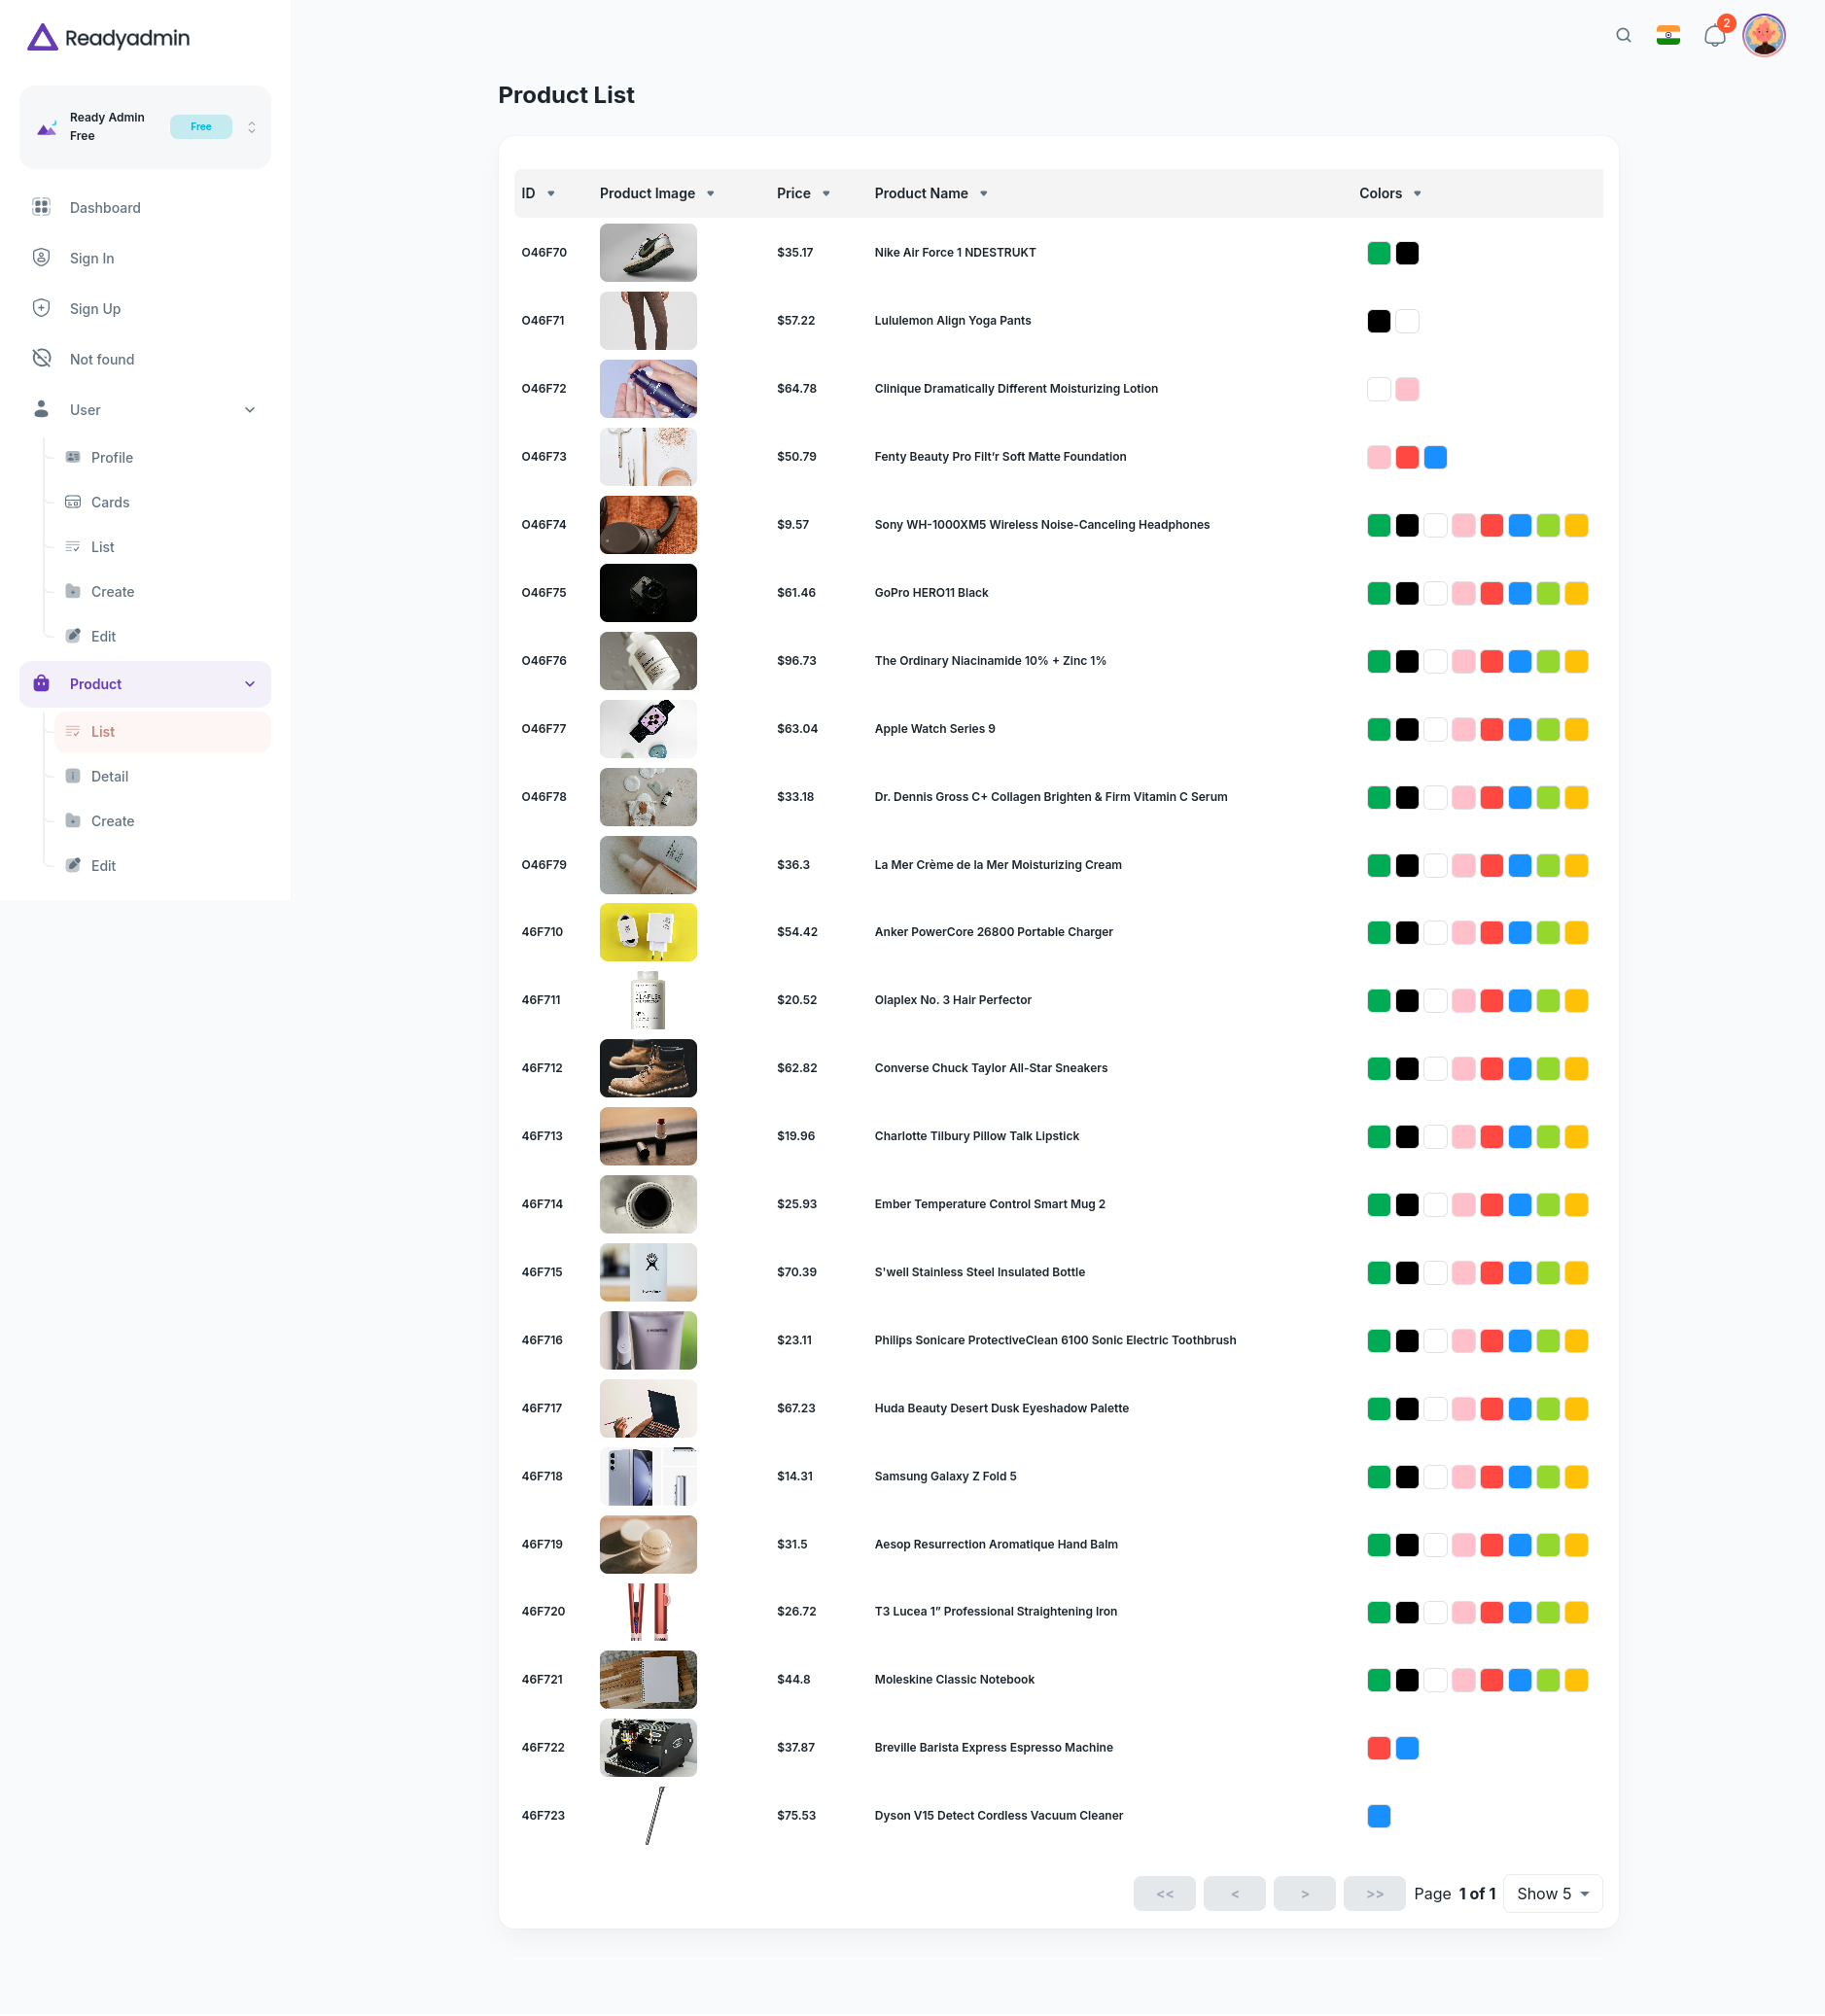 Readyadmin
2
Ready Admin
Free
Free
Dashboard
Sign In
Sign Up
Not found
User
Profile
Cards
List
Create
Edit
Product
List
Detail
Create
Edit
Product List
ID Product Image Price Product Name Colors
O46F70 $35.17 Nike Air Force 1 NDESTRUKT
O46F71 $57.22 Lululemon Align Yoga Pants
O46F72 $64.78 Clinique Dramatically Different Moisturizing Lotion
O46F73 $50.79 Fenty Beauty Pro Filt’r Soft Matte Foundation
O46F74 $9.57 Sony WH-1000XM5 Wireless Noise-Canceling Headphones
O46F75 $61.46 GoPro HERO11 Black
O46F76 $96.73 The Ordinary Niacinamide 10% + Zinc 1%
O46F77 $63.04 Apple Watch Series 9
O46F78 $33.18 Dr. Dennis Gross C+ Collagen Brighten & Firm Vitamin C Serum
O46F79 $36.3 La Mer Crème de la Mer Moisturizing Cream
46F710 $54.42 Anker PowerCore 26800 Portable Charger
46F711 $20.52 Olaplex No. 3 Hair Perfector
46F712 $62.82 Converse Chuck Taylor All-Star Sneakers
46F713 $19.96 Charlotte Tilbury Pillow Talk Lipstick
46F714 $25.93 Ember Temperature Control Smart Mug 2
46F715 $70.39 S'well Stainless Steel Insulated Bottle
46F716 $23.11 Philips Sonicare ProtectiveClean 6100 Sonic Electric Toothbrush
46F717 $67.23 Huda Beauty Desert Dusk Eyeshadow Palette
46F718 $14.31 Samsung Galaxy Z Fold 5
46F719 $31.5 Aesop Resurrection Aromatique Hand Balm
46F720 $26.72 T3 Lucea 1” Professional Straightening Iron
46F721 $44.8 Moleskine Classic Notebook
46F722 $37.87 Breville Barista Express Espresso Machine
46F723 $75.53 Dyson V15 Detect Cordless Vacuum Cleaner
<< < > >> Page 1 of 1 Show 5